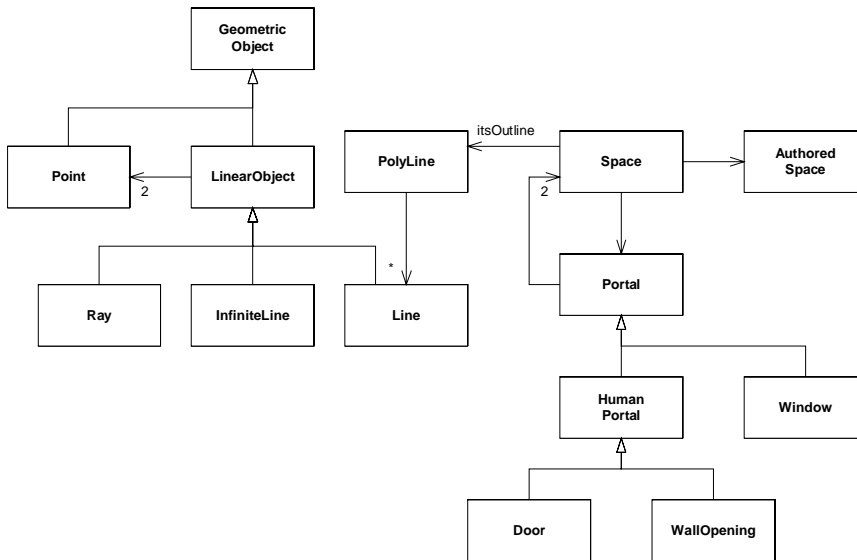 Geometric
Object
itsOutline
Point
LinearObject
PolyLine
Space
Authored
Space
2
2
*
Portal
Ray
InfiniteLine
Line
Human
Portal
Window
Door
WallOpening